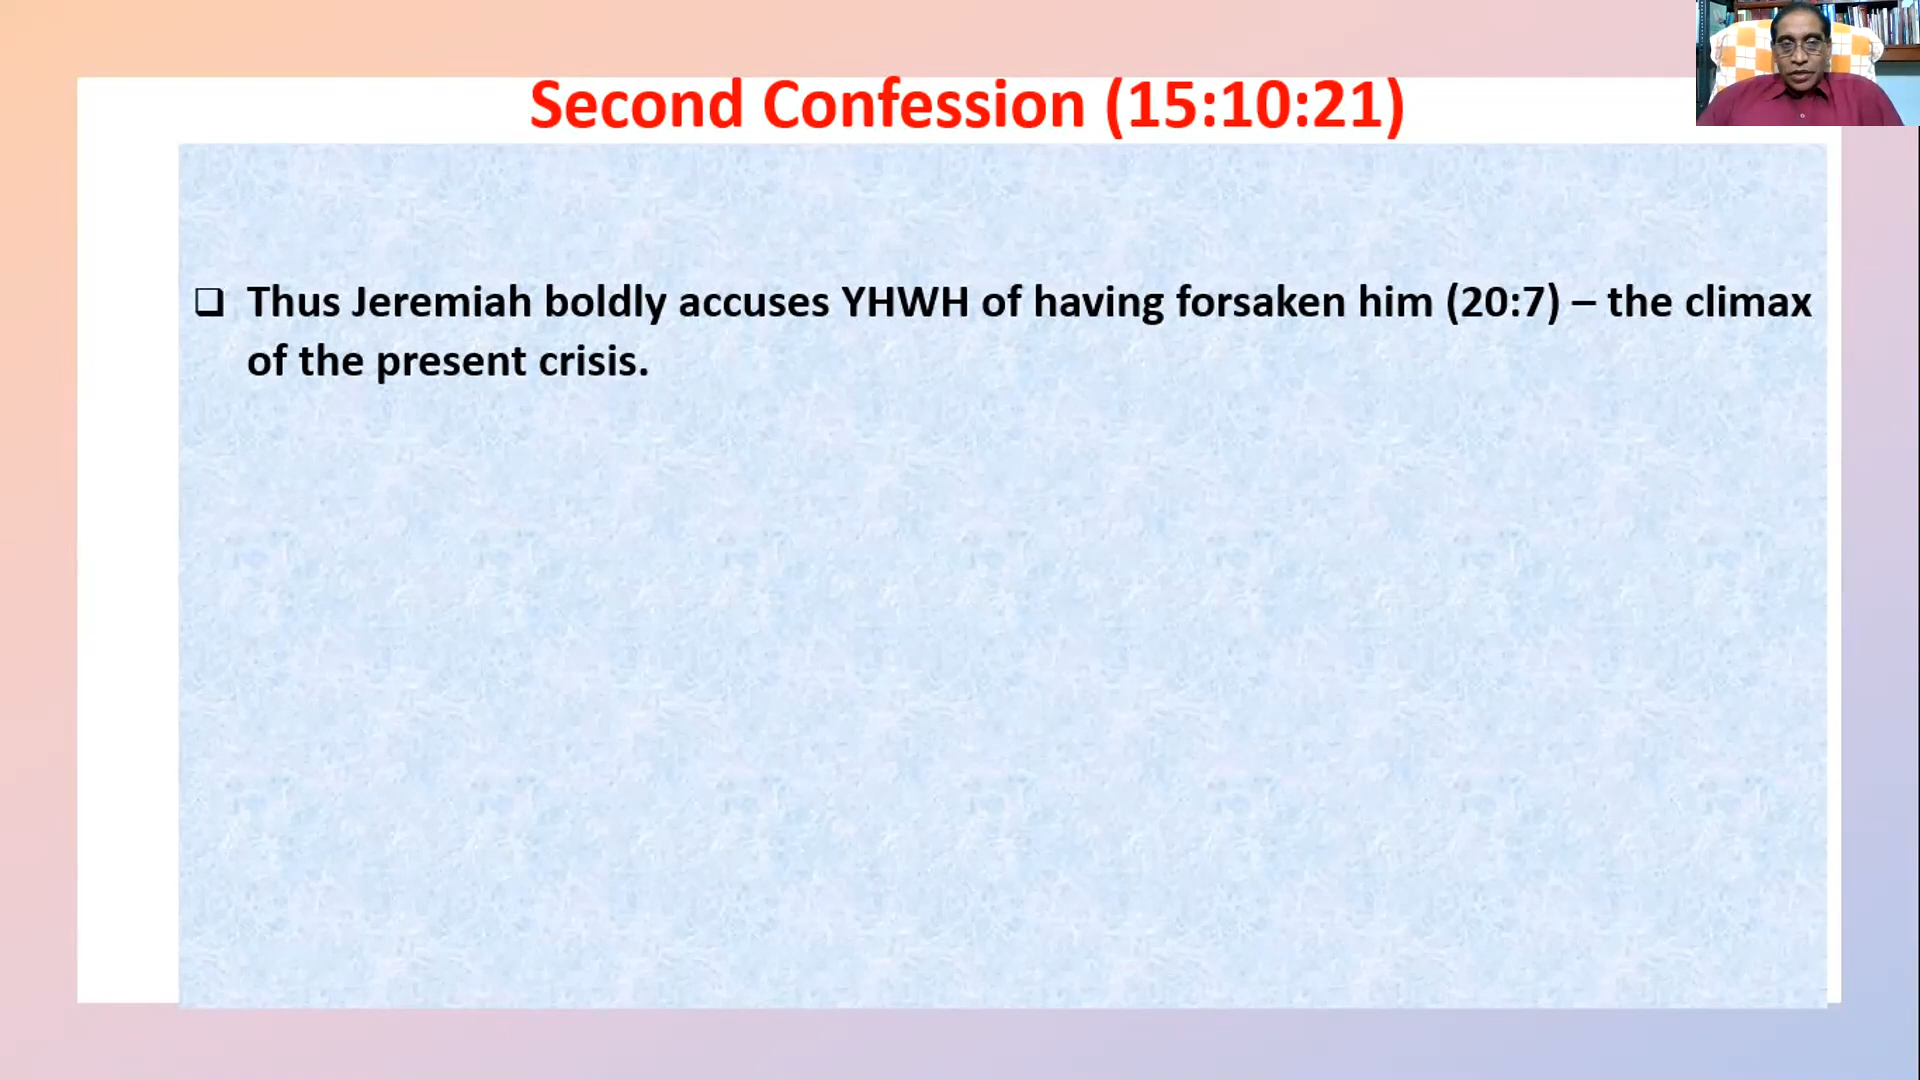 Second Confession (15:10:21)
❑ Thus Jeremiah boldly accuses YHWH of having forsaken him (20:7) – the climax
of the present crisis.